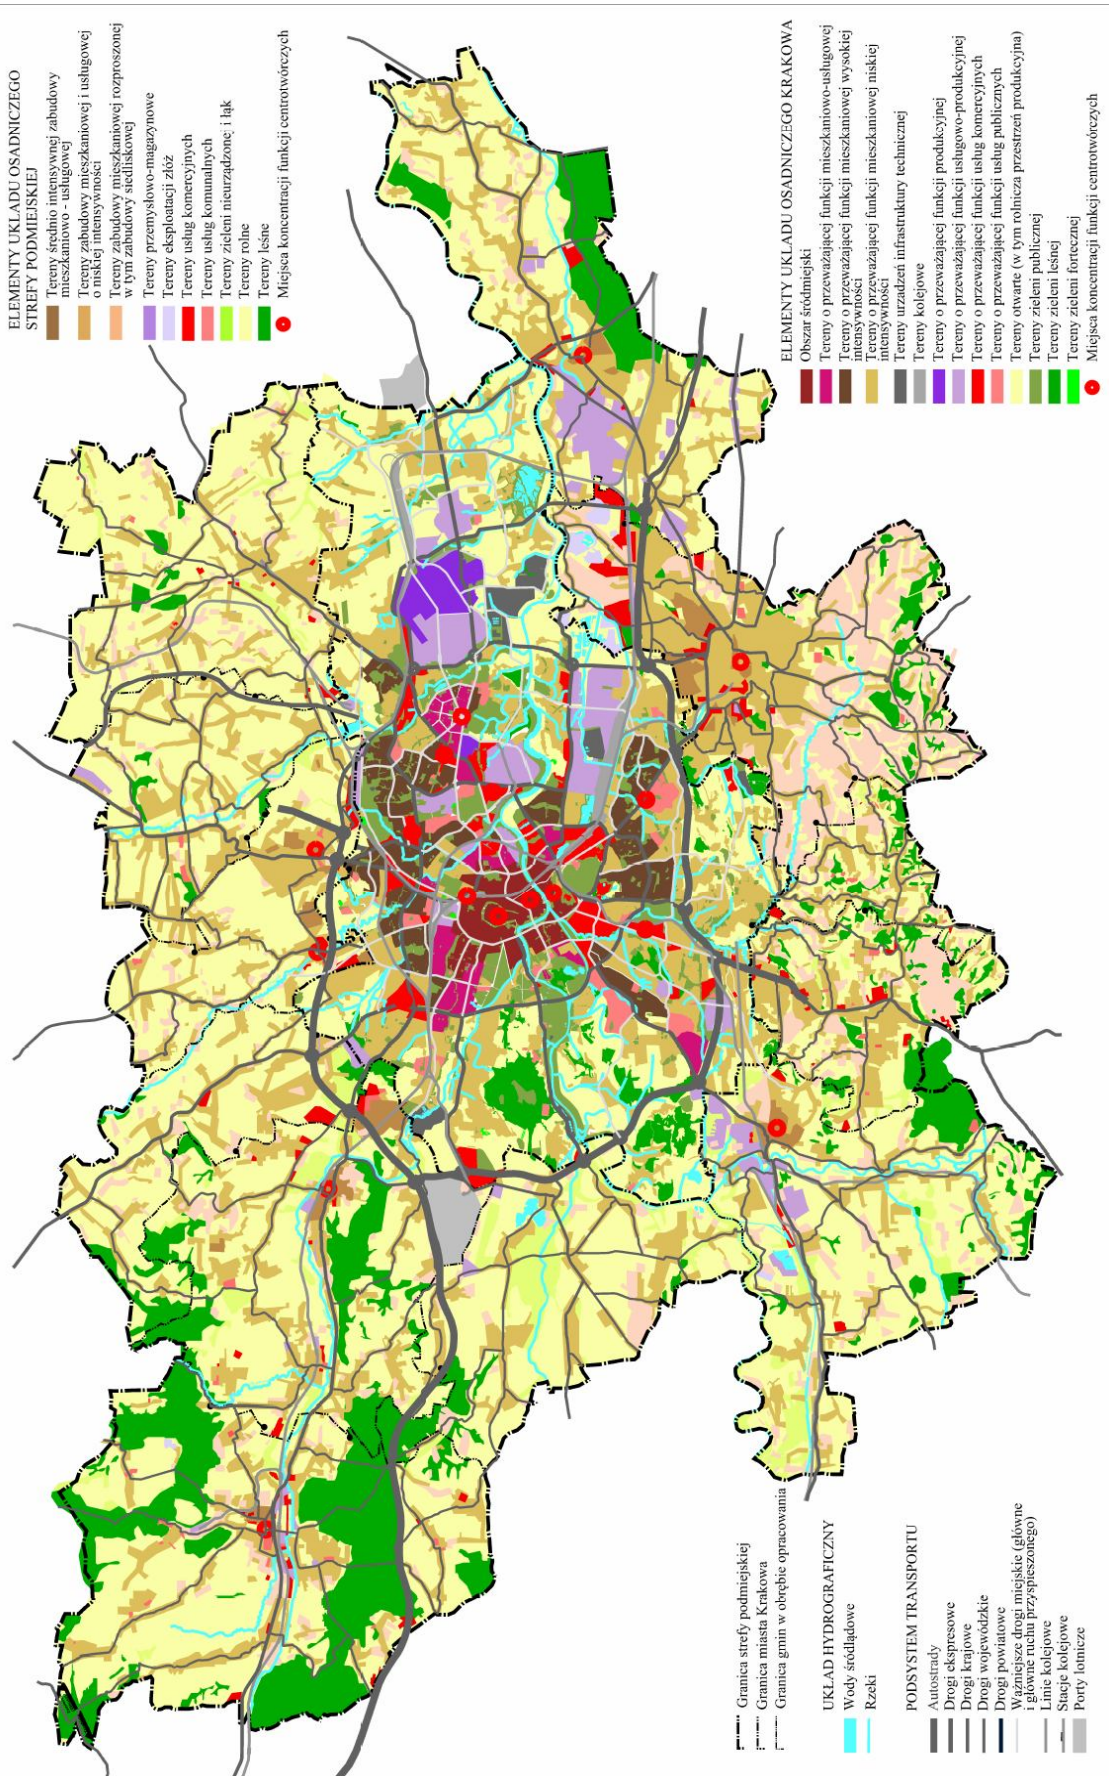 ELEMENTY UKŁADU OSADNICZEGO
STREFY PODMIEJSKIEJ
Tereny średnio intensywnej zabudowy
mieszkaniowo - usługowej
Tereny zabudowy mieszkaniowej i usługowej
o niskiej intensywności
Tereny zabudowy mieszkaniowej rozproszonej
w tym zabudowy siedliskowej
Tereny przemysłowo-magazynowe
Tereny eksploatacji złóż
Tereny usług komercyjnych
Tereny usług komunalnych
Tereny zieleni nieurządzonej i łąk
Tereny rolne
Tereny leśne
Miejsca koncentracji funkcji centrotwórczych
ELEMENTY UKŁADU OSADNICZEGO KRAKOWA
Obszar śródmiejski
Tereny o przeważającej funkcji mieszkaniowo-usługowej
Tereny o przeważającej funkcji mieszkaniowej wysokiej
intensywności
Tereny o przeważającej funkcji mieszkaniowej niskiej
intensywności
Tereny urządzeń infrastruktury technicznej
Tereny kolejowe
Tereny o przeważającej funkcji produkcyjnej
Tereny o przeważającej funkcji usługowo-produkcyjnej
Tereny o przeważającej funkcji usług komercyjnych
Tereny o przeważającej funkcji usług publicznych
Tereny otwarte (w tym rolnicza przestrzeń produkcyjna)
Tereny zieleni publicznej
Tereny zieleni leśnej
Tereny zieleni fortecznej
Miejsca koncentracji funkcji centrotwórczych
Granica strefy podmiejskiej
Granica miasta Krakowa
Granica gmin w obrębie opracowania
UKŁAD HYDROGRAFICZNY
Wody śródlądowe
Rzeki
PODSYSTEM TRANSPORTU
Autostrady
Drogi ekspresowe
Drogi krajowe
Drogi wojewódzkie
Drogi powiatowe
Ważniejsze drogi miejskie (główne
i główne ruchu przyspieszonego)
Linie kolejowe
Stacje kolejowe
Porty lotnicze